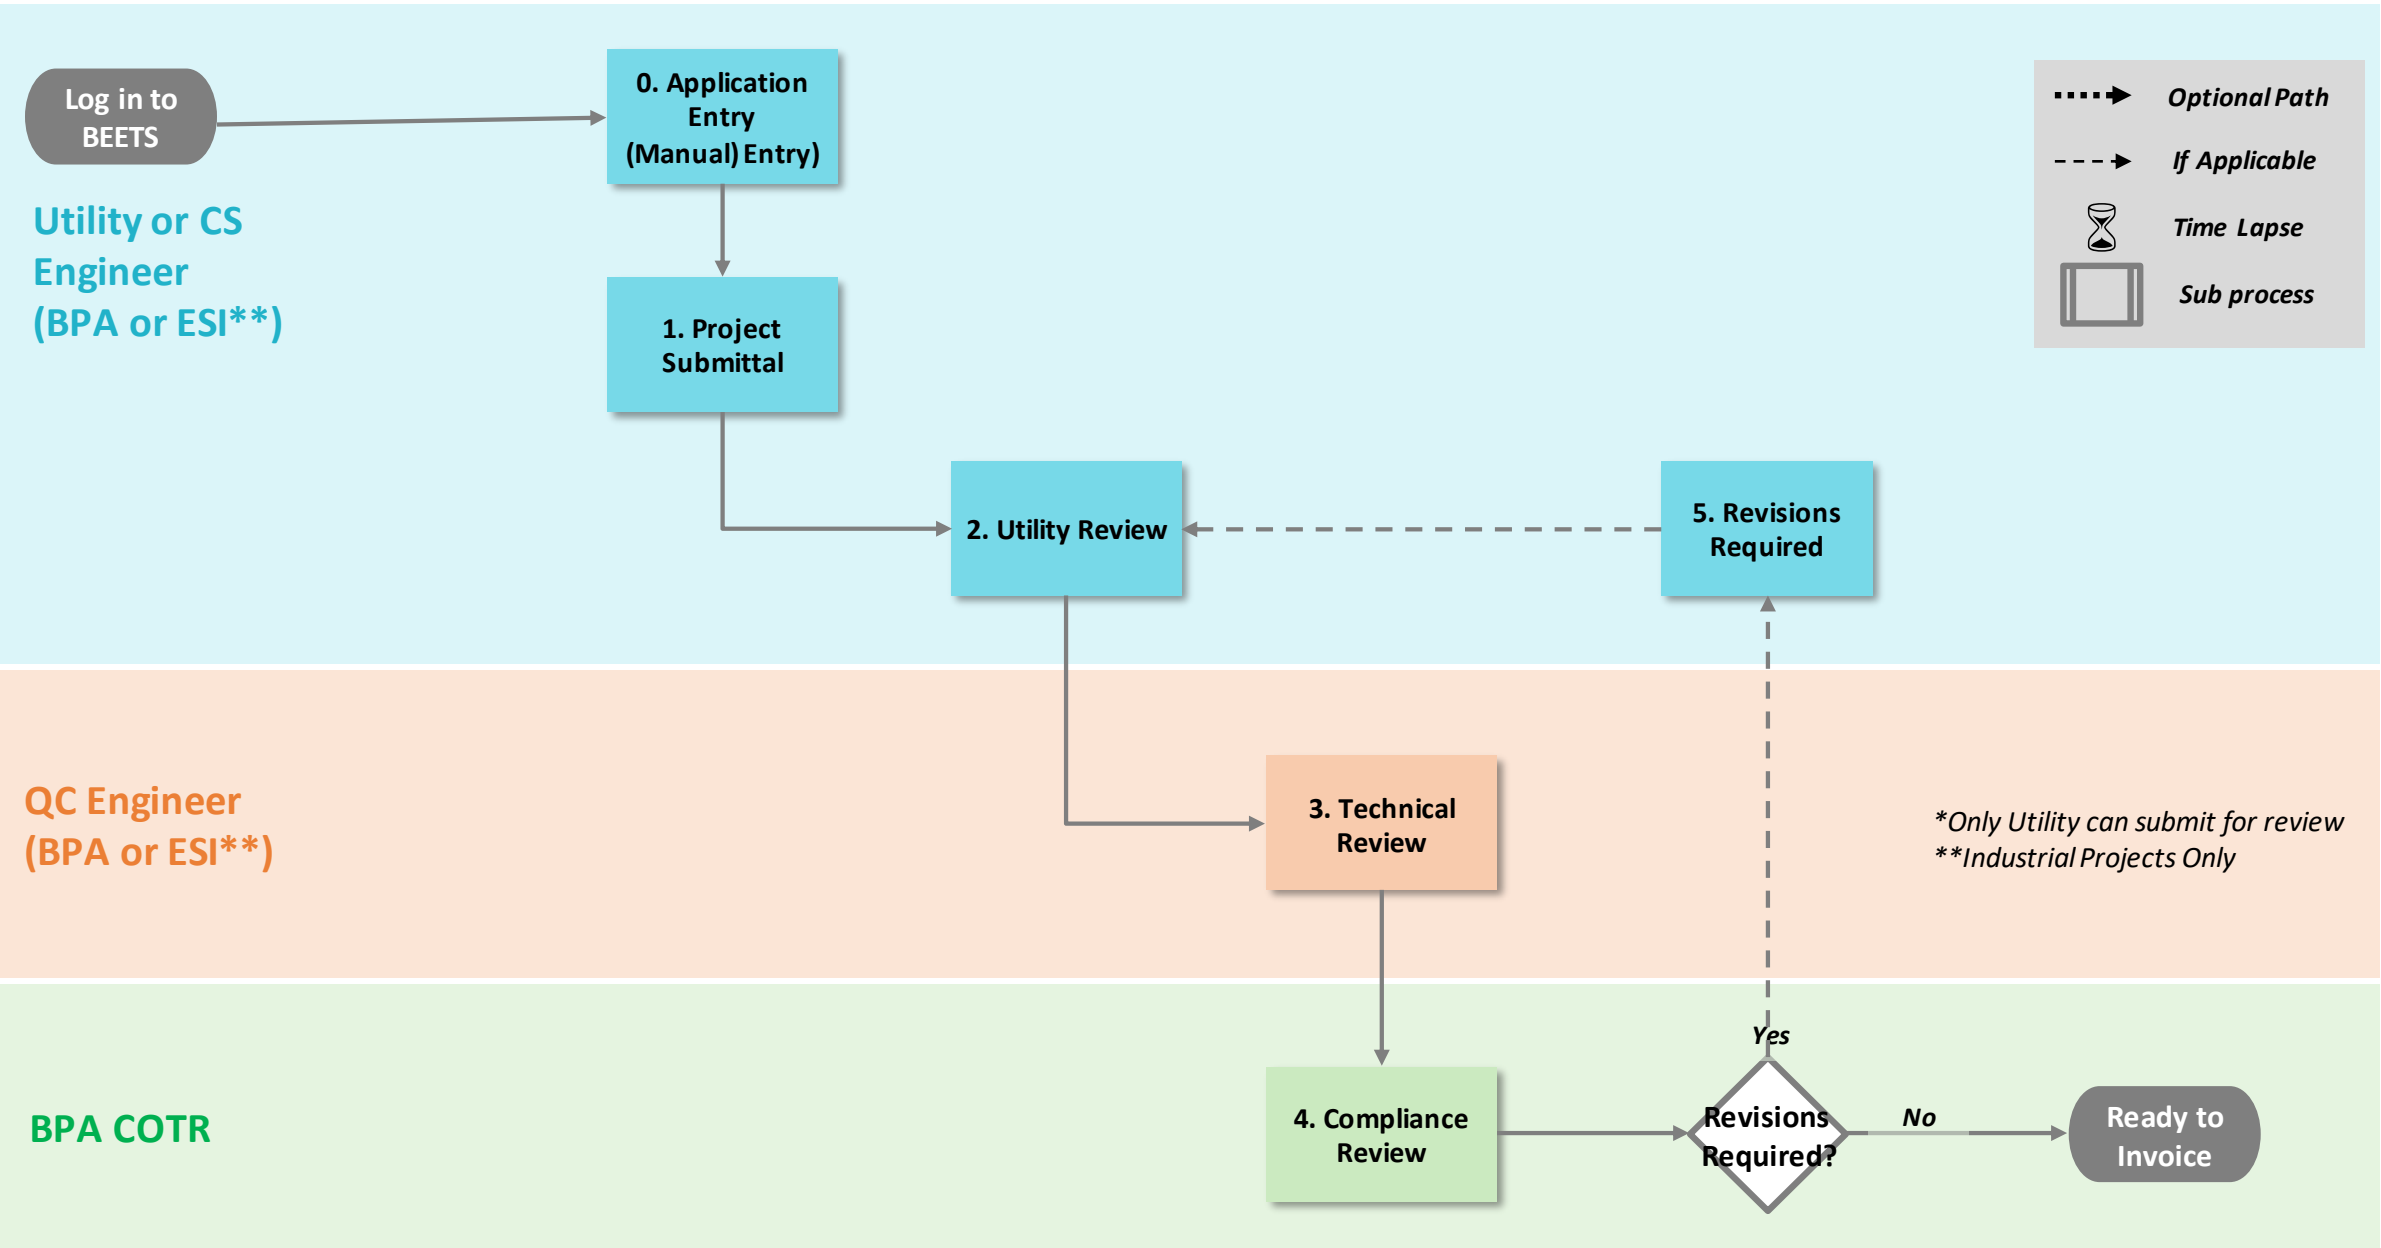 Log in to
BEETS
Utility or CS
Engineer
(BPA or ESI**)
0. Application
Entry
(Manual) Entry)
1. Project
Submittal
2. Utility Review
5. Revisions
Required
Optional Path
If Applicable
Time Lapse
Sub process
QC Engineer
(BPA or ESI**)
3. Technical
Review
*Only Utility can submit for review
**Industrial Projects Only
BPA COTR
4. Compliance
Review
Yes
Revisions
Required?
No
Ready to
Invoice